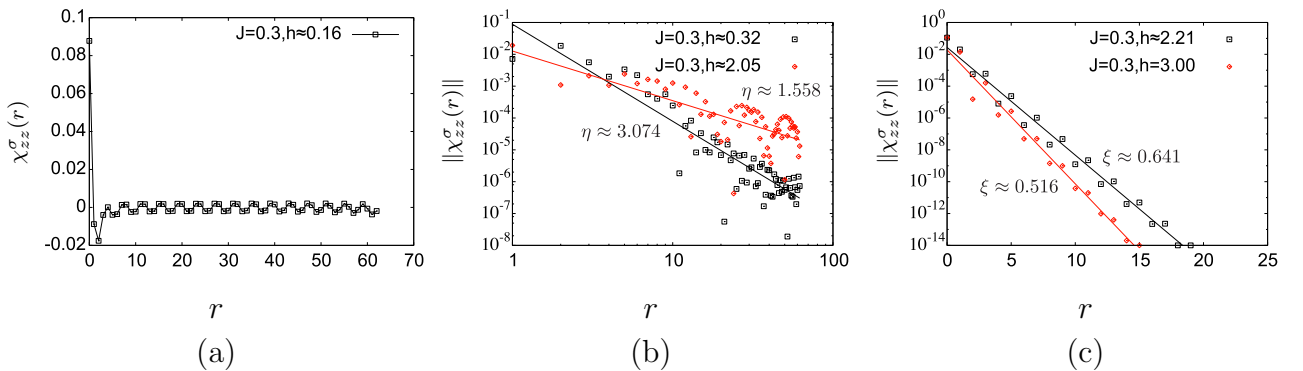 0.1
0.08
0.06
0.04
0.02
0
-0.02
0 10 20 30 40 50 60 70
J=0.3,h≈0.16
χ^σ_zz(r)
r
(a)
10^-1
10^-2
10^-3
10^-4
10^-5
10^-6
10^-7
10^-8
1 10 100
J=0.3,h≈0.32
J=0.3,h≈2.05
η ≈ 1.558
η ≈ 3.074
||χ^σ_zz(r)||
r
(b)
10^0
10^-2
10^-4
10^-6
10^-8
10^-10
10^-12
10^-14
0 5 10 15 20 25
J=0.3,h≈2.21
J=0.3,h=3.00
ξ ≈ 0.641
ξ ≈ 0.516
||χ^σ_zz(r)||
r
(c)